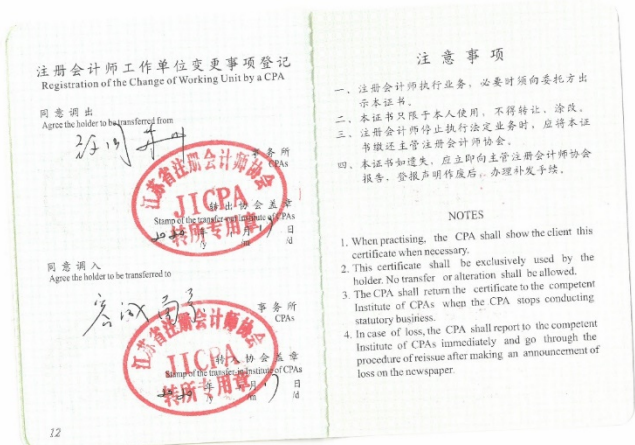 注册会计师工作单位变更事项登记
Registration of the Change of Working Unit by a CPA
同意调出
Agree the holder to be transferred from
事务所
CPAs
江苏省注册会计师协会
JICPA
转所专用章
转出协会盖章
Stamp of the transfer-out Institute of CPAs
年 月 日
/y /m /d
同意调入
Agree the holder to be transferred to
容诚南京
事务所
CPAs
江苏省注册会计师协会
JICPA
转所专用章
转入协会盖章
Stamp of the transfer-in Institute of CPAs
年 月 日
/y /m /d
12
注意事项
一、注册会计师执行业务，必要时须向委托方出
示本证书。
二、本证书只限于本人使用，不得转让、涂改。
三、注册会计师停止执行法定业务时，应将本证
书缴还主管注册会计师协会。
四、本证书如遗失，应立即向主管注册会计师协会
报告，登报声明作废后，办理补发手续。
NOTES
1. When practising, the CPA shall show the client this
certificate when necessary.
2. This certificate shall be exclusively used by the
holder. No transfer or alteration shall be allowed.
3. The CPA shall return the certificate to the competent
Institute of CPAs when the CPA stops conducting
statutory business.
4. In case of loss, the CPA shall report to the competent
Institute of CPAs immediately and go through the
procedure of reissue after making an announcement of
loss on the newspaper.